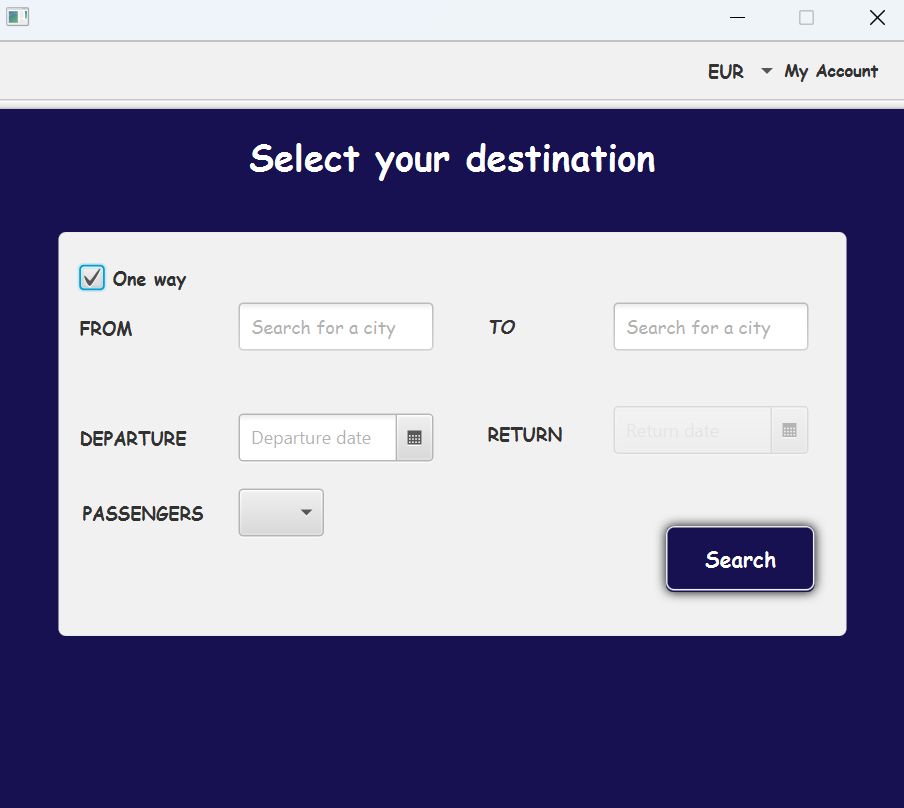 EUR My Account
Select your destination
One way
FROM Search for a city TO Search for a city
DEPARTURE Departure date RETURN Return date
PASSENGERS
Search